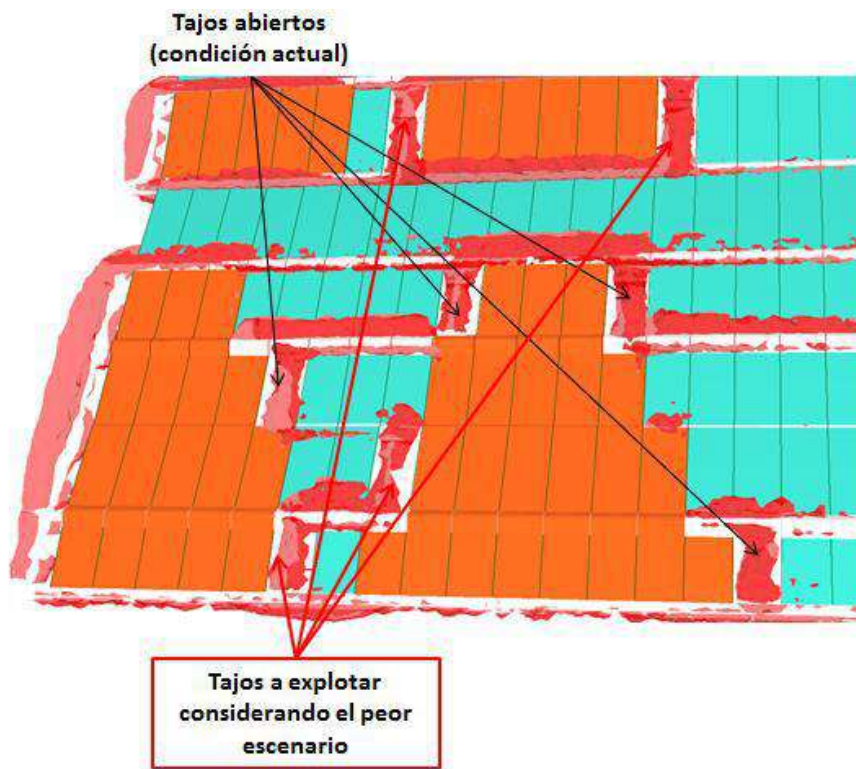 Tajos abiertos
(condición actual)
Tajos a explotar
considerando el peor
escenario